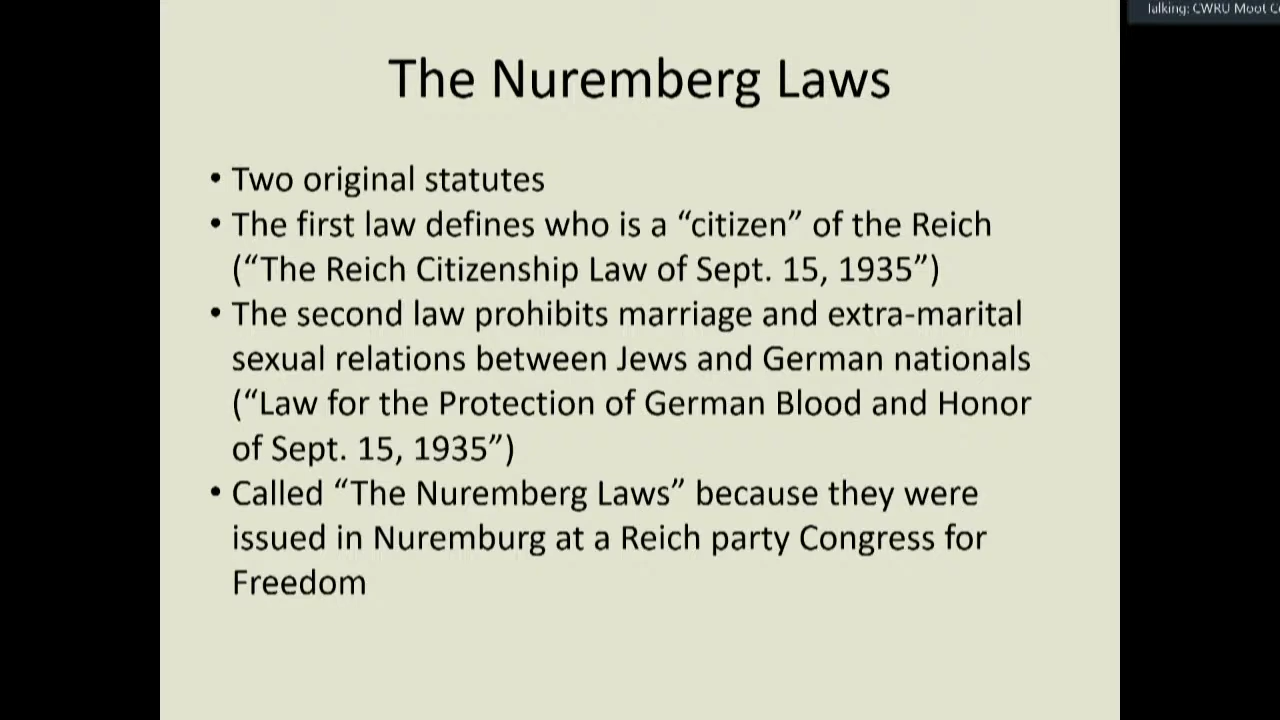 Talking: CWRU Moot
The Nuremberg Laws
• Two original statutes
• The first law defines who is a “citizen” of the Reich
(“The Reich Citizenship Law of Sept. 15, 1935”)
• The second law prohibits marriage and extra-marital
sexual relations between Jews and German nationals
(“Law for the Protection of German Blood and Honor
of Sept. 15, 1935”)
• Called “The Nuremberg Laws” because they were
issued in Nuremburg at a Reich party Congress for
Freedom